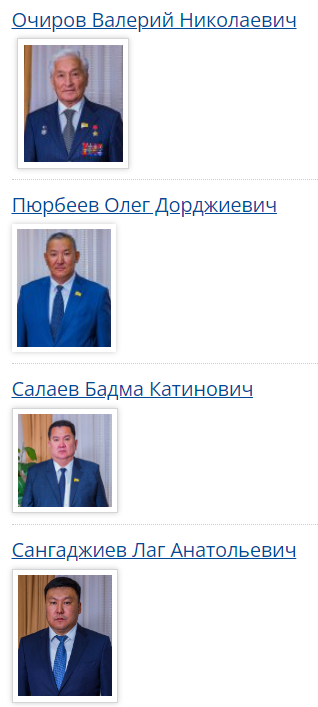 Очиров Валерий Николаевич
Пюрбеев Олег Дорджиевич
Салаев Бадма Катинович
Сангаджиев Лаг Анатольевич